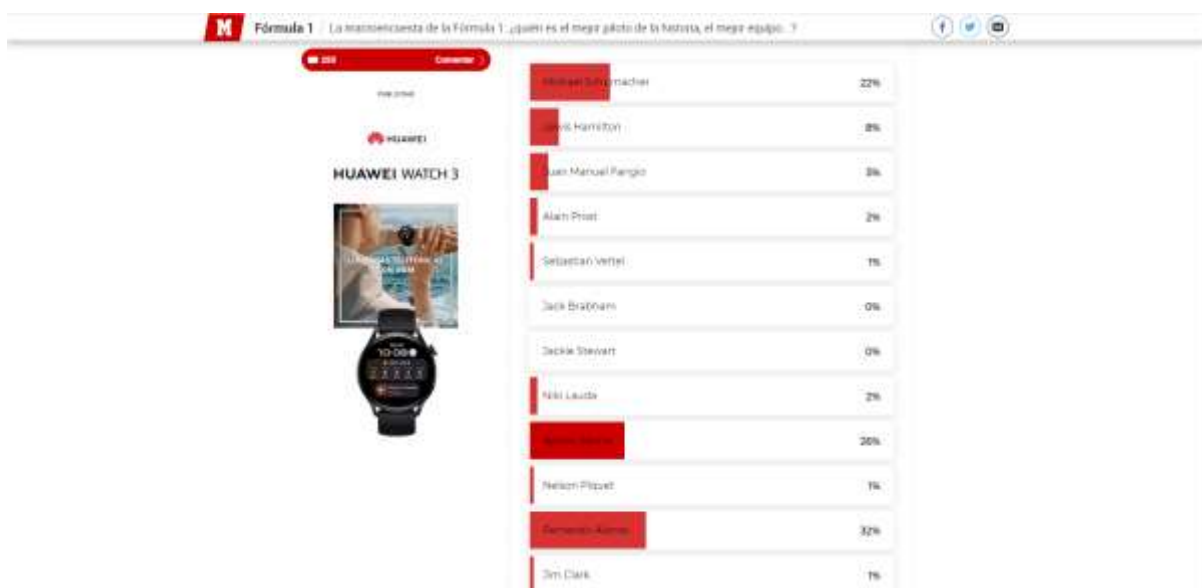 M Fórmula 1 La macroencuesta de la Fórmula 1: ¿quién es el mejor piloto de la historia, el mejor equipo...?
Comentar
PUBLICIDAD
HUAWEI
HUAWEI WATCH 3
10:08
Michael Schumacher 22%
Lewis Hamilton 8%
Juan Manuel Fangio 5%
Alain Prost 2%
Sebastian Vettel 1%
Jack Brabham 0%
Jackie Stewart 0%
Niki Lauda 2%
26%
Nelson Piquet 1%
Fernando Alonso 32%
Jim Clark 1%